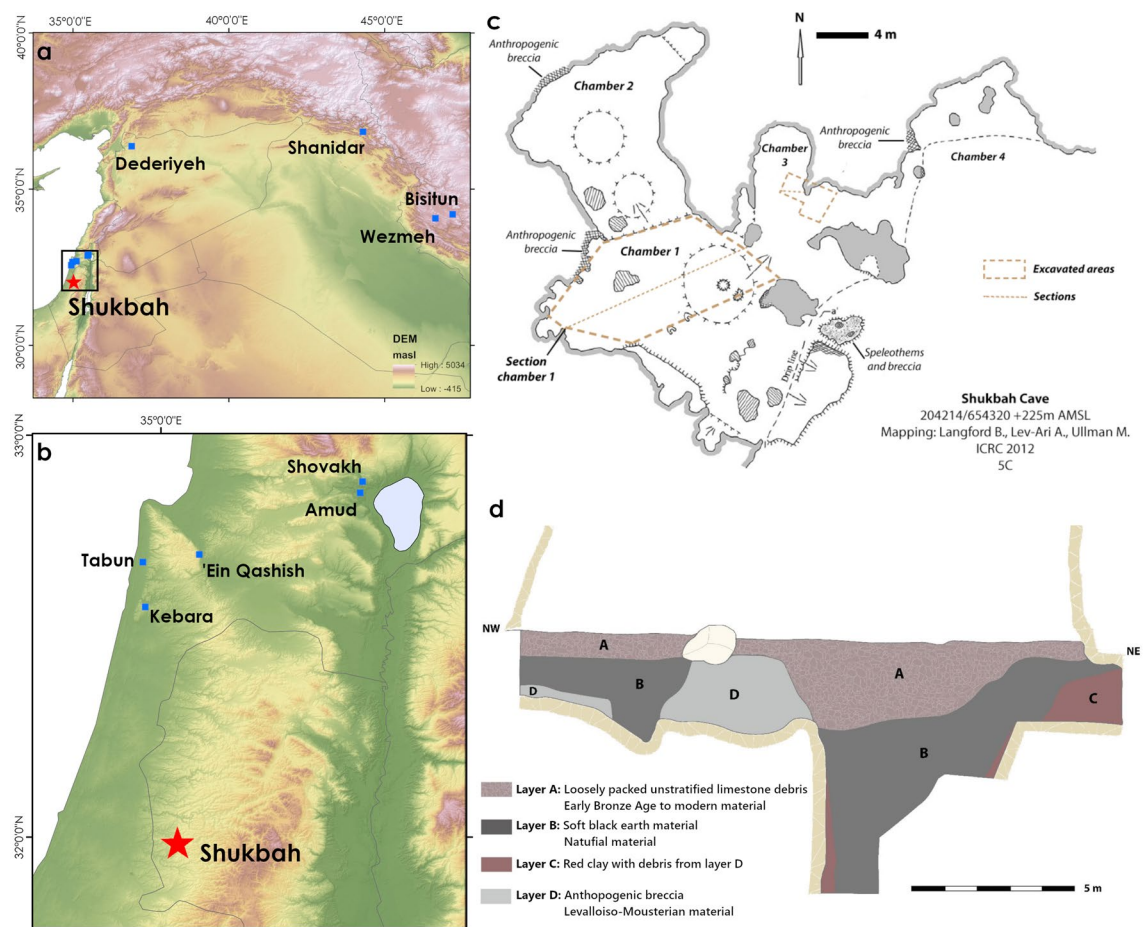 a
35°0'0"E
40°0'0"E
45°0'0"E
40°0'0"N
35°0'0"N
30°0'0"N
Dederiyeh
Shanidar
Bisitun
Wezmeh
Shukbah
DEM
masl
High : 5034
Low : -415
b
35°0'0"E
33°0'0"N
32°0'0"N
Shovakh
Amud
Tabun
'Ein Qashish
Kebara
Shukbah
c
N
4 m
Anthropogenic
breccia
Chamber 2
Chamber
3
Anthropogenic
breccia
Chamber 4
Anthropogenic
breccia
Chamber 1
Excavated areas
Sections
Section
chamber 1
a'
Drip line
Speleothems
and breccia
Shukbah Cave
204214/654320 +225m AMSL
Mapping: Langford B., Lev-Ari A., Ullman M.
ICRC 2012
5C
d
NW
NE
A
B
D
D
A
B
C
Layer A: Loosely packed unstratified limestone debris
Early Bronze Age to modern material
Layer B: Soft black earth material
Natufial material
Layer C: Red clay with debris from layer D
Layer D: Anthopogenic breccia
Levalloiso-Mousterian material
5 m